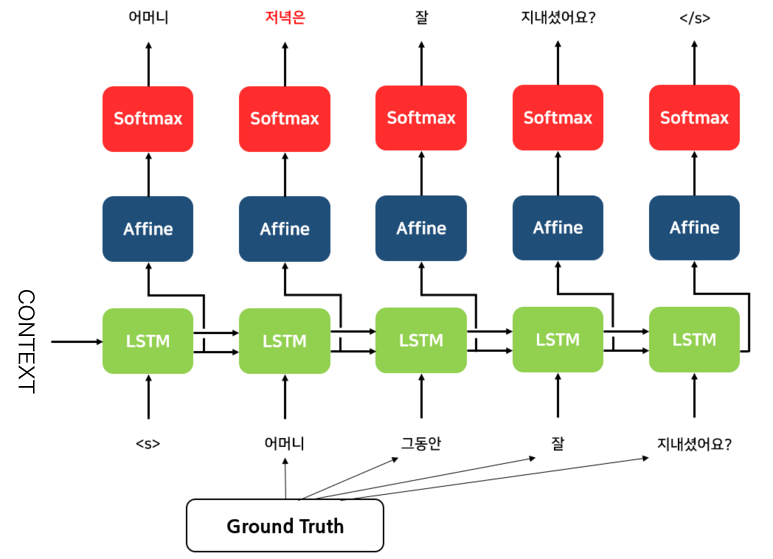 어머니 저녁은 잘 지내셨어요? </s>
Softmax Softmax Softmax Softmax Softmax
Affine Affine Affine Affine Affine
CONTEXT
LSTM LSTM LSTM LSTM LSTM
<s> 어머니 그동안 잘 지내셨어요?
Ground Truth